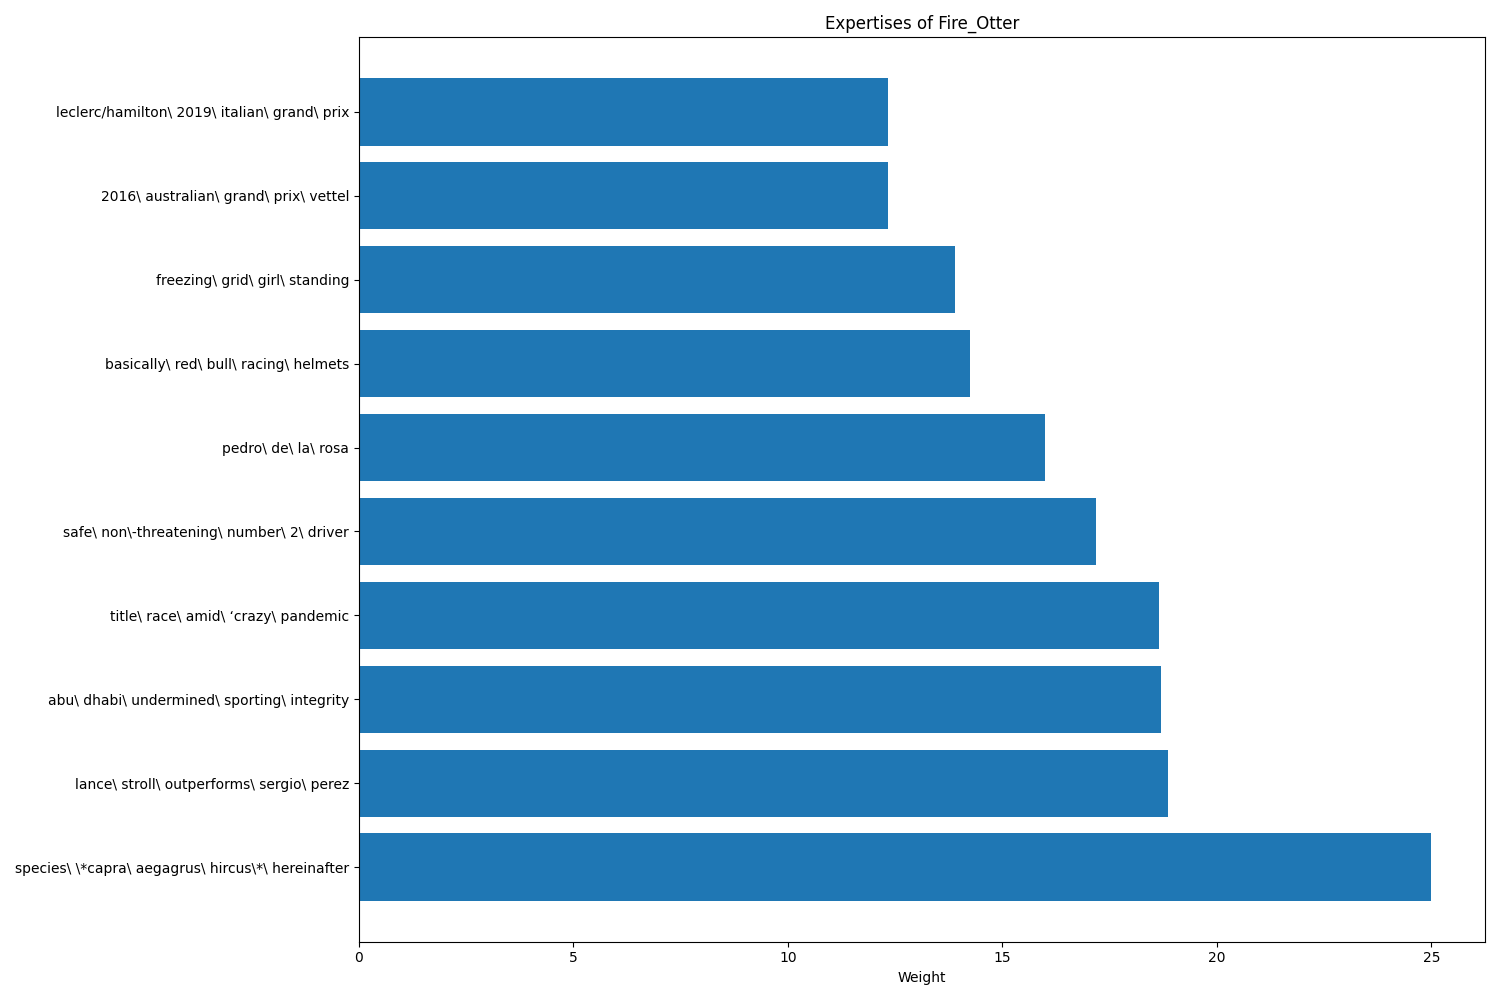 Expertises of Fire_Otter
leclerc/hamilton\ 2019\ italian\ grand\ prix
2016\ australian\ grand\ prix\ vettel
freezing\ grid\ girl\ standing
basically\ red\ bull\ racing\ helmets
pedro\ de\ la\ rosa
safe\ non\-threatening\ number\ 2\ driver
title\ race\ amid\ ‘crazy\ pandemic
abu\ dhabi\ undermined\ sporting\ integrity
lance\ stroll\ outperforms\ sergio\ perez
species\ \*capra\ aegagrus\ hircus\*\ hereinafter
0 5 10 15 20 25
Weight